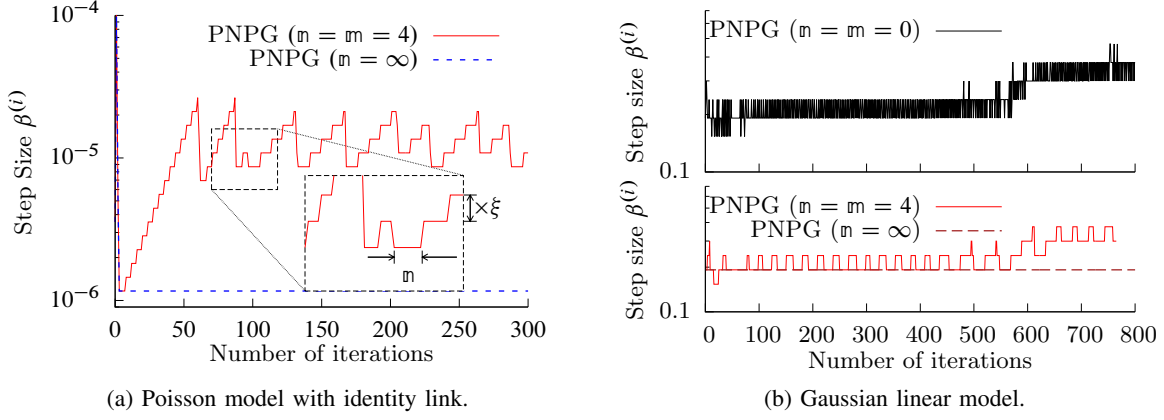 10⁻⁴
10⁻⁵
10⁻⁶
Step Size β⁽ⁱ⁾
PNPG (𝕟 = 𝕞 = 4)
PNPG (𝕟 = ∞)
×ξ
𝕟
0 50 100 150 200 250 300
Number of iterations
(a) Poisson model with identity link.
Step size β⁽ⁱ⁾
PNPG (𝕟 = 𝕞 = 0)
0.1
Step size β⁽ⁱ⁾
PNPG (𝕟 = 𝕞 = 4)
PNPG (𝕟 = ∞)
0.1
0 100 200 300 400 500 600 700 800
Number of iterations
(b) Gaussian linear model.